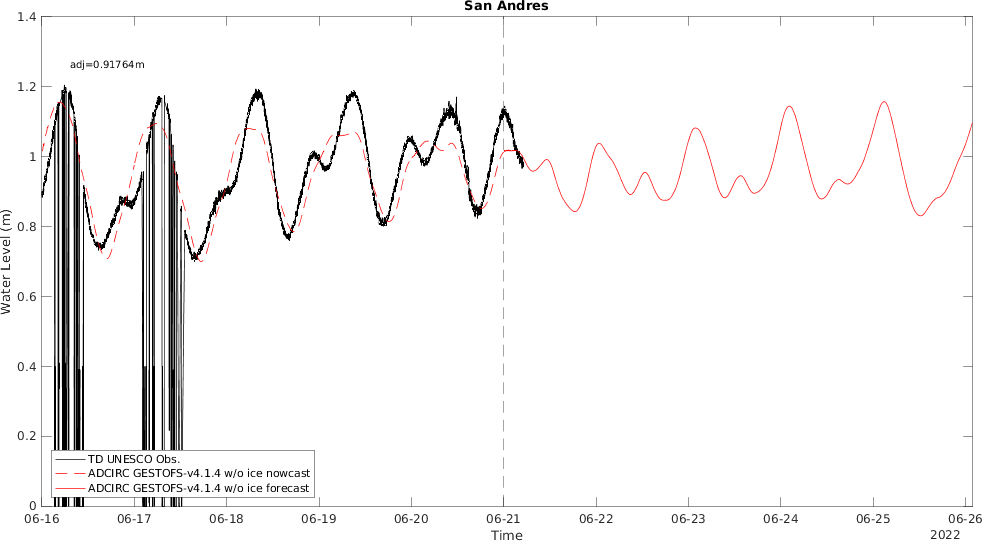 San Andres
1.4
adj=0.91764m
1.2
1
0.8
0.6
0.4
0.2
0
Water Level (m)
TD UNESCO Obs.
ADCIRC GESTOFS-v4.1.4 w/o ice nowcast
ADCIRC GESTOFS-v4.1.4 w/o ice forecast
06-16 06-17 06-18 06-19 06-20 06-21 06-22 06-23 06-24 06-25 06-26
Time
2022